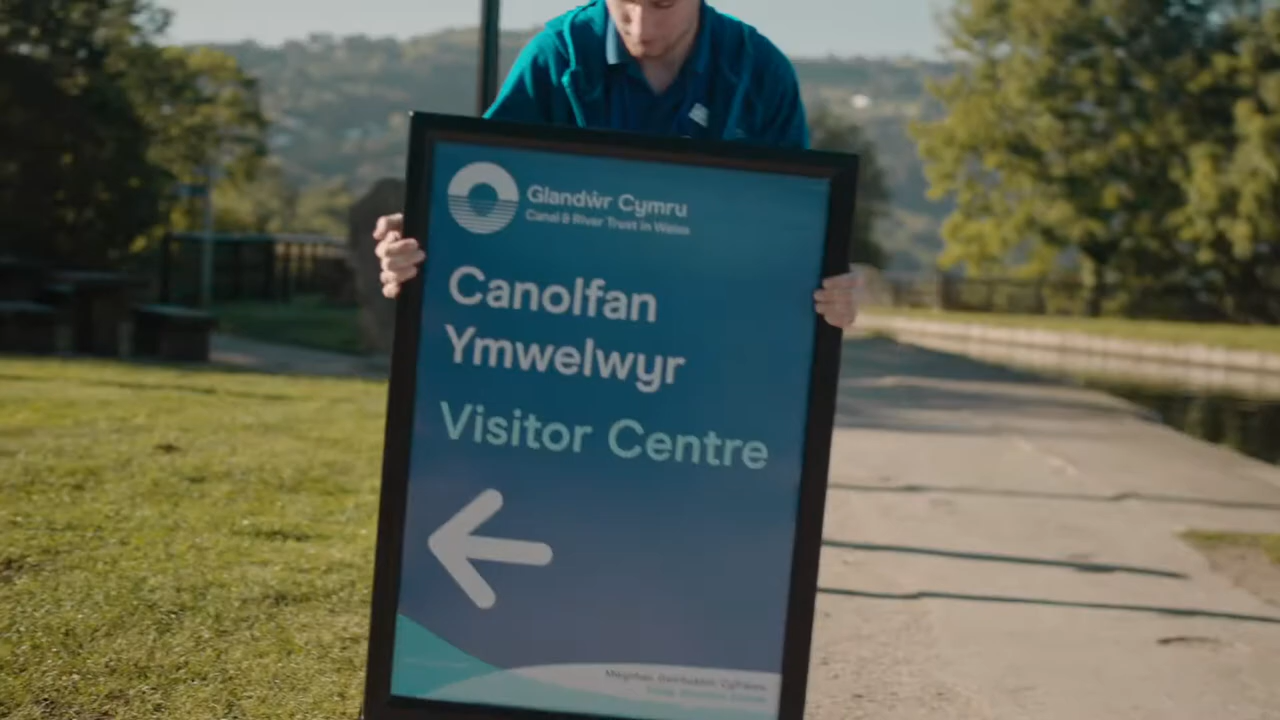 Glandŵr Cymru
Canal & River Trust in Wales
Canolfan
Ymwelwyr
Visitor Centre